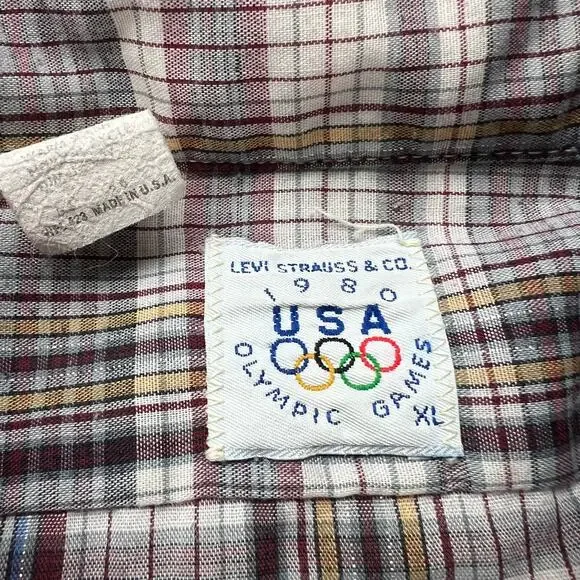 MADE IN U.S.A.
LEVI STRAUSS & CO.
1980
USA
OLYMPIC GAMES
XL